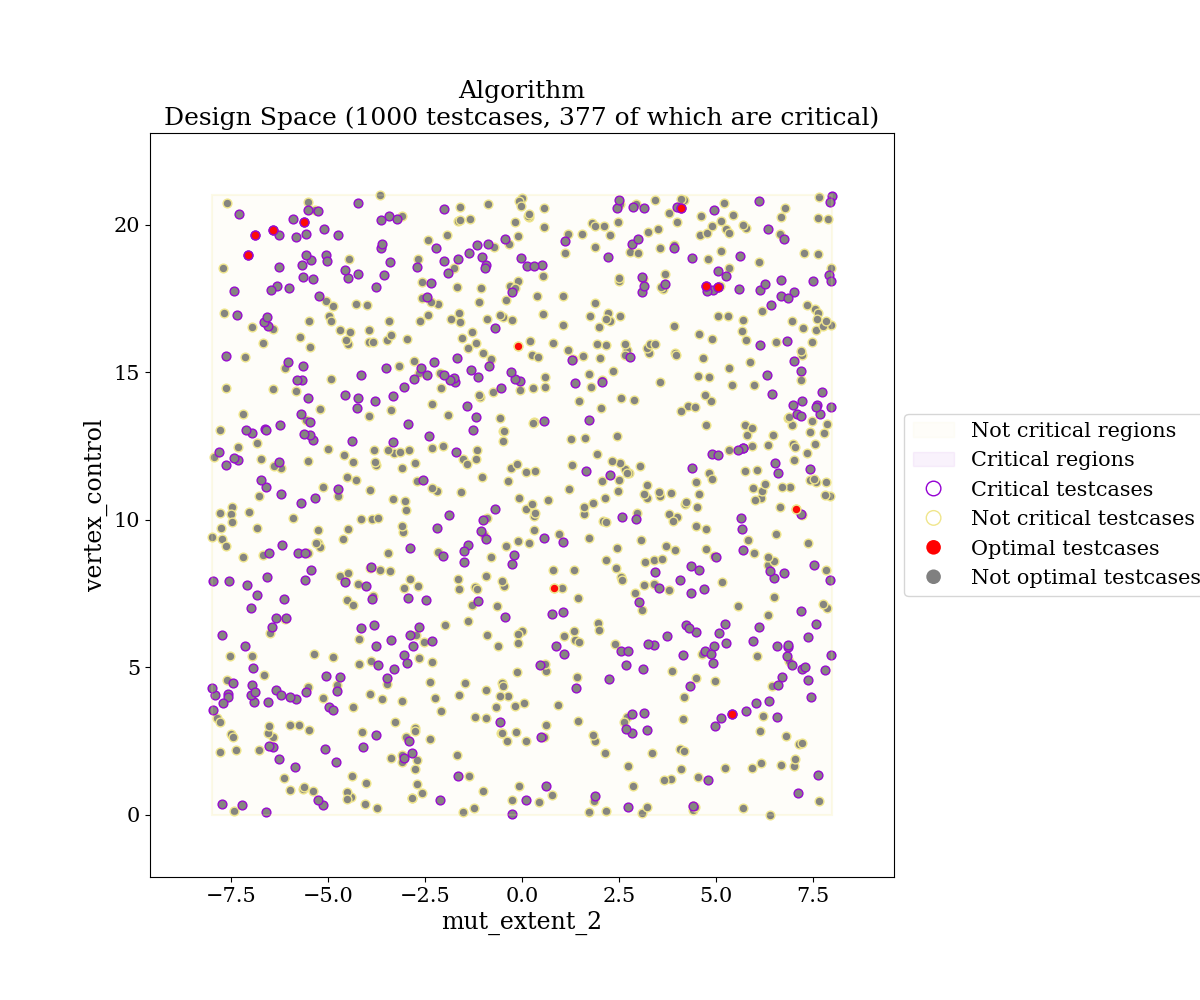 Algorithm
Design Space (1000 testcases, 377 of which are critical)
vertex_control
20
15
10
5
0
−7.5
−5.0
−2.5
0.0
2.5
5.0
7.5
mut_extent_2
Not critical regions
Critical regions
Critical testcases
Not critical testcases
Optimal testcases
Not optimal testcases